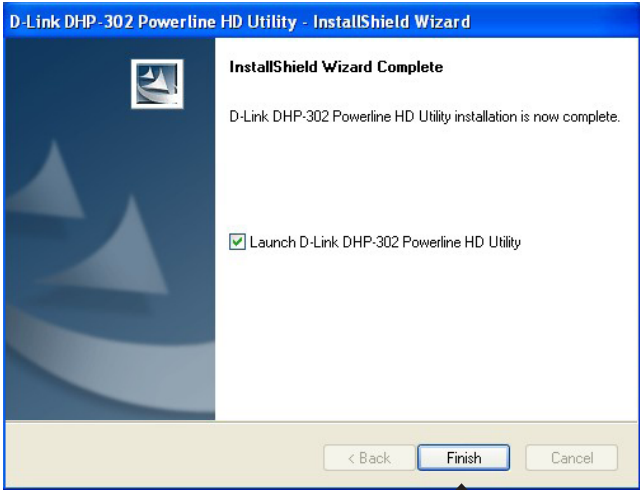 D-Link DHP-302 Powerline HD Utility - InstallShield Wizard
InstallShield Wizard Complete
D-Link DHP-302 Powerline HD Utility installation is now complete.
Launch D-Link DHP-302 Powerline HD Utility
< Back
Finish
Cancel